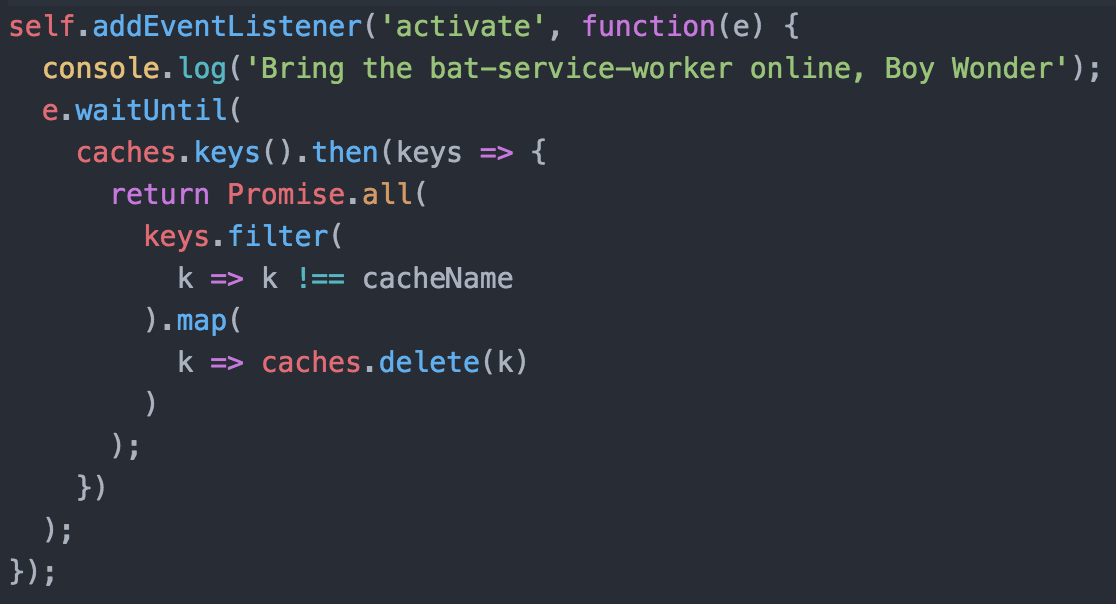 self.addEventListener('activate', function(e) {
  console.log('Bring the bat-service-worker online, Boy Wonder');
  e.waitUntil(
    caches.keys().then(keys => {
      return Promise.all(
        keys.filter(
          k => k !== cacheName
        ).map(
          k => caches.delete(k)
        )
      );
    })
  );
});